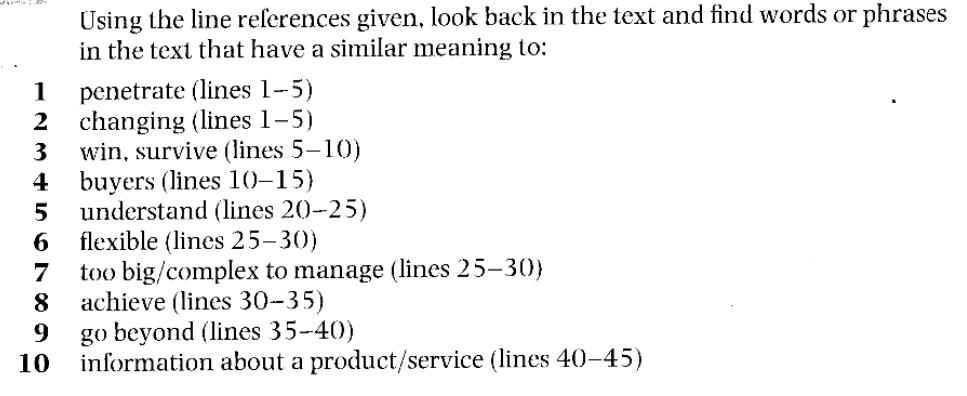 Using the line references given, look back in the text and find words or phrases
in the text that have a similar meaning to:
1 penetrate (lines 1–5)
2 changing (lines 1–5)
3 win, survive (lines 5–10)
4 buyers (lines 10–15)
5 understand (lines 20–25)
6 flexible (lines 25–30)
7 too big/complex to manage (lines 25–30)
8 achieve (lines 30–35)
9 go beyond (lines 35–40)
10 information about a product/service (lines 40–45)